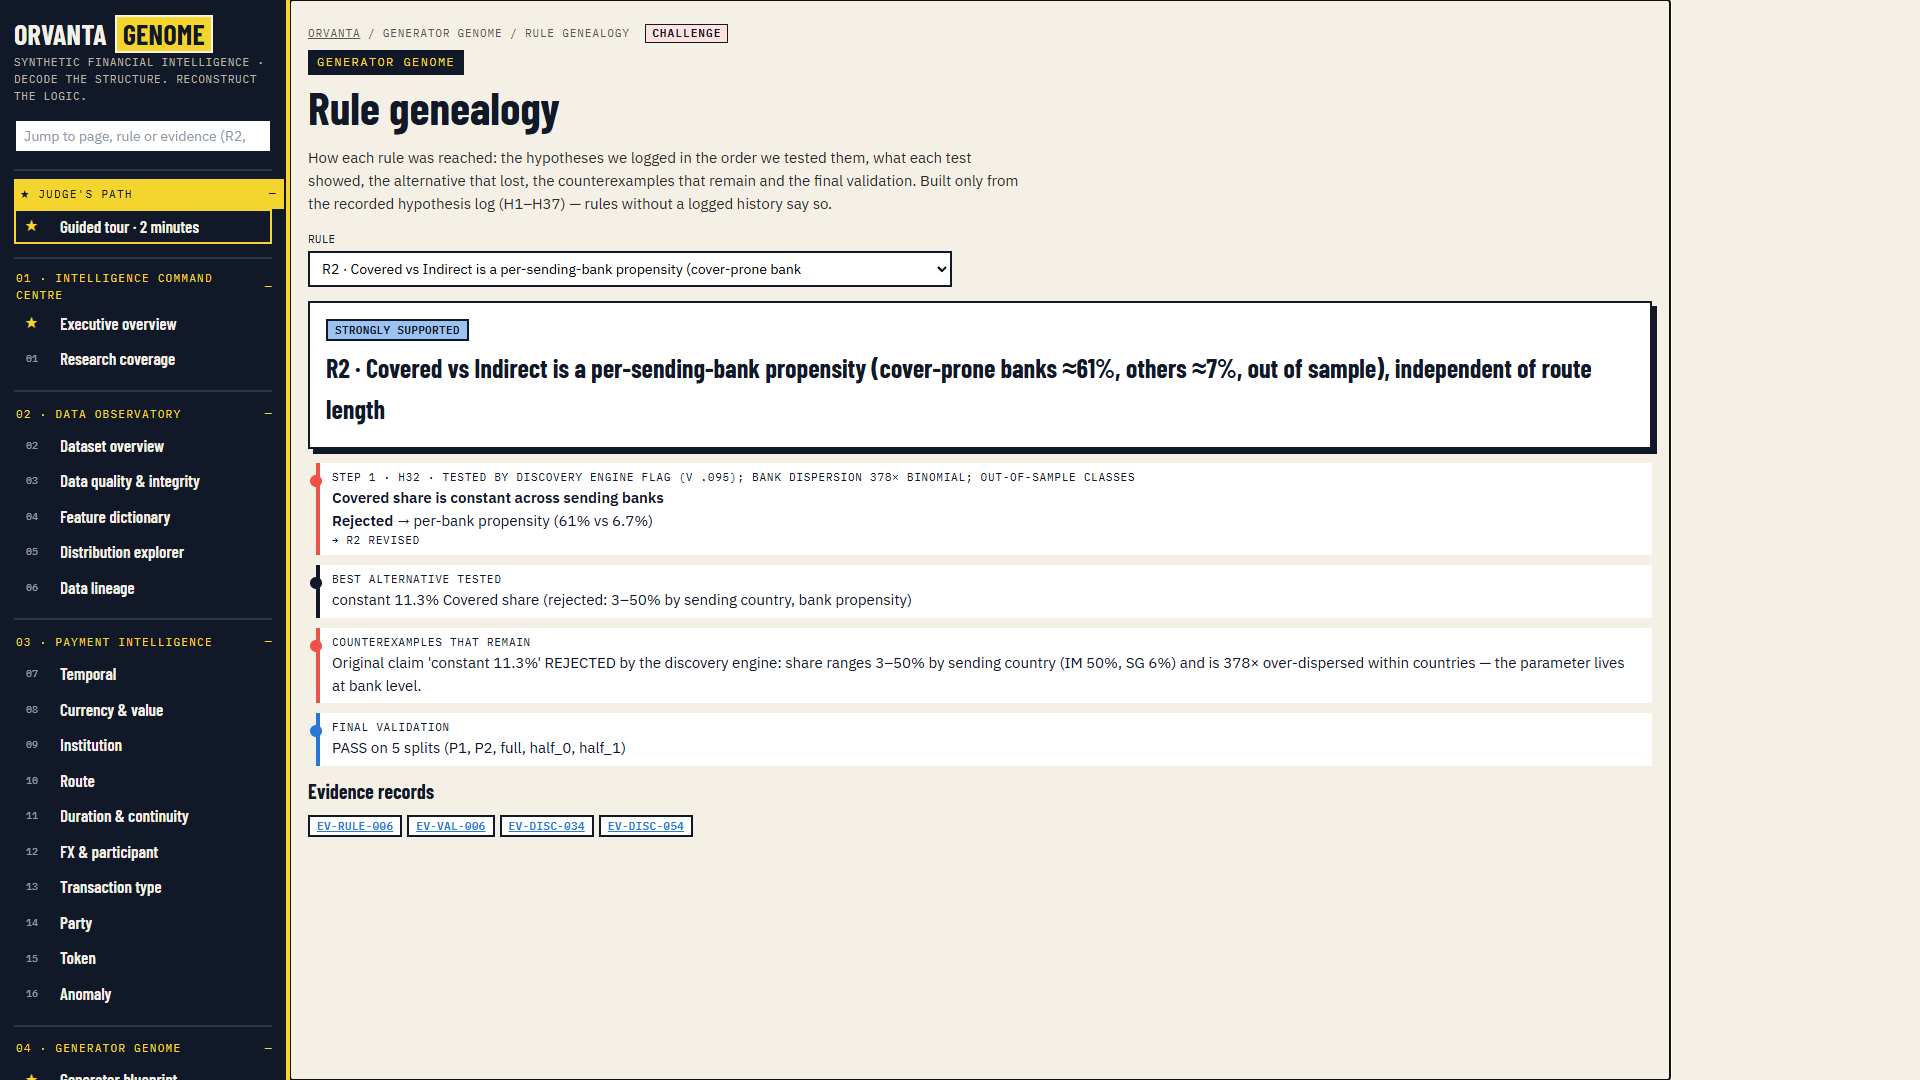 ORVANTA GENOME
SYNTHETIC FINANCIAL INTELLIGENCE ·
DECODE THE STRUCTURE. RECONSTRUCT
THE LOGIC.
Jump to page, rule or evidence (R2,
★ JUDGE'S PATH –
★ Guided tour · 2 minutes
01 · INTELLIGENCE COMMAND
CENTRE –
★ Executive overview
01 Research coverage
02 · DATA OBSERVATORY –
02 Dataset overview
03 Data quality & integrity
04 Feature dictionary
05 Distribution explorer
06 Data lineage
03 · PAYMENT INTELLIGENCE –
07 Temporal
08 Currency & value
09 Institution
10 Route
11 Duration & continuity
12 FX & participant
13 Transaction type
14 Party
15 Token
16 Anomaly
04 · GENERATOR GENOME –
★ Generator blueprint
ORVANTA / GENERATOR GENOME / RULE GENEALOGY CHALLENGE
GENERATOR GENOME
Rule genealogy
How each rule was reached: the hypotheses we logged in the order we tested them, what each test
showed, the alternative that lost, the counterexamples that remain and the final validation. Built only from
the recorded hypothesis log (H1–H37) — rules without a logged history say so.
RULE
R2 · Covered vs Indirect is a per-sending-bank propensity (cover-prone bank
STRONGLY SUPPORTED
R2 · Covered vs Indirect is a per-sending-bank propensity (cover-prone banks ≈61%, others ≈7%, out of sample), independent of route
length
STEP 1 · H32 · TESTED BY DISCOVERY ENGINE FLAG (V .095); BANK DISPERSION 378× BINOMIAL; OUT-OF-SAMPLE CLASSES
Covered share is constant across sending banks
Rejected → per-bank propensity (61% vs 6.7%)
→ R2 REVISED
BEST ALTERNATIVE TESTED
constant 11.3% Covered share (rejected: 3–50% by sending country, bank propensity)
COUNTEREXAMPLES THAT REMAIN
Original claim 'constant 11.3%' REJECTED by the discovery engine: share ranges 3–50% by sending country (IM 50%, SG 6%) and is 378× over-dispersed within countries — the parameter lives
at bank level.
FINAL VALIDATION
PASS on 5 splits (P1, P2, full, half_0, half_1)
Evidence records
EV-RULE-006 EV-VAL-006 EV-DISC-034 EV-DISC-054